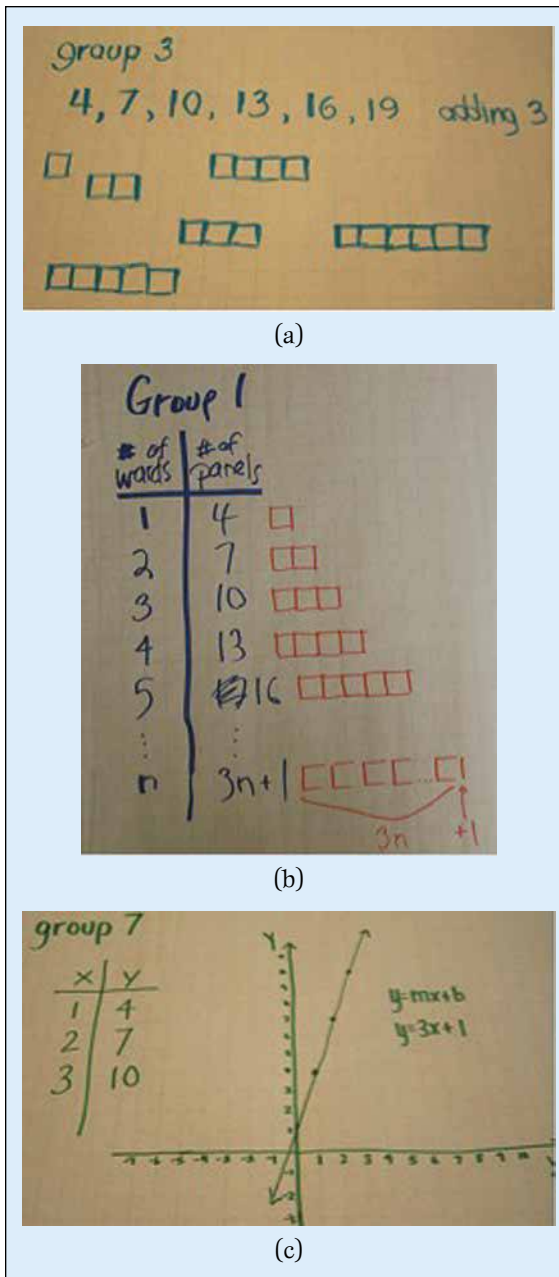 group 3
4, 7, 10, 13, 16, 19 adding 3
(a)
Group 1
# of wards | # of panels
1 4
2 7
3 10
4 13
5 16
⋮ ⋮
n 3n+1
3n +1
(b)
group 7
X Y
1 4
2 7
3 10
Y
y=mx+b
y=3x+1
(c)